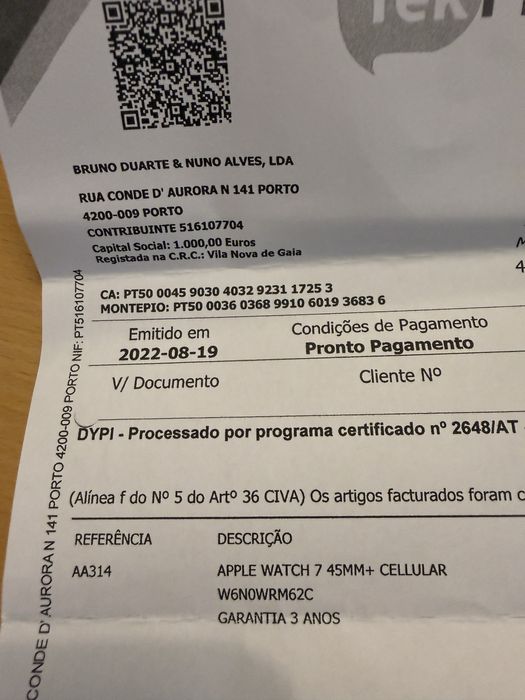 BRUNO DUARTE & NUNO ALVES, LDA
RUA CONDE D' AURORA N 141 PORTO
4200-009 PORTO
CONTRIBUINTE 516107704
Capital Social: 1.000,00 Euros
Registada na C.R.C.: Vila Nova de Gaia
CA: PT50 0045 9030 4032 9231 1725 3
MONTEPIO: PT50 0036 0368 9910 6019 3683 6
Emitido em
2022-08-19
Condições de Pagamento
Pronto Pagamento
V/ Documento
Cliente Nº
DYPI - Processado por programa certificado nº 2648/AT
(Alínea f do Nº 5 do Artº 36 CIVA) Os artigos facturados foram
REFERÊNCIA
DESCRIÇÃO
AA314
APPLE WATCH 7 45MM+ CELLULAR
W6N0WRM62C
GARANTIA 3 ANOS
CONDE D' AURORA N 141 PORTO 4200-009 PORTO NIF: PT516107704